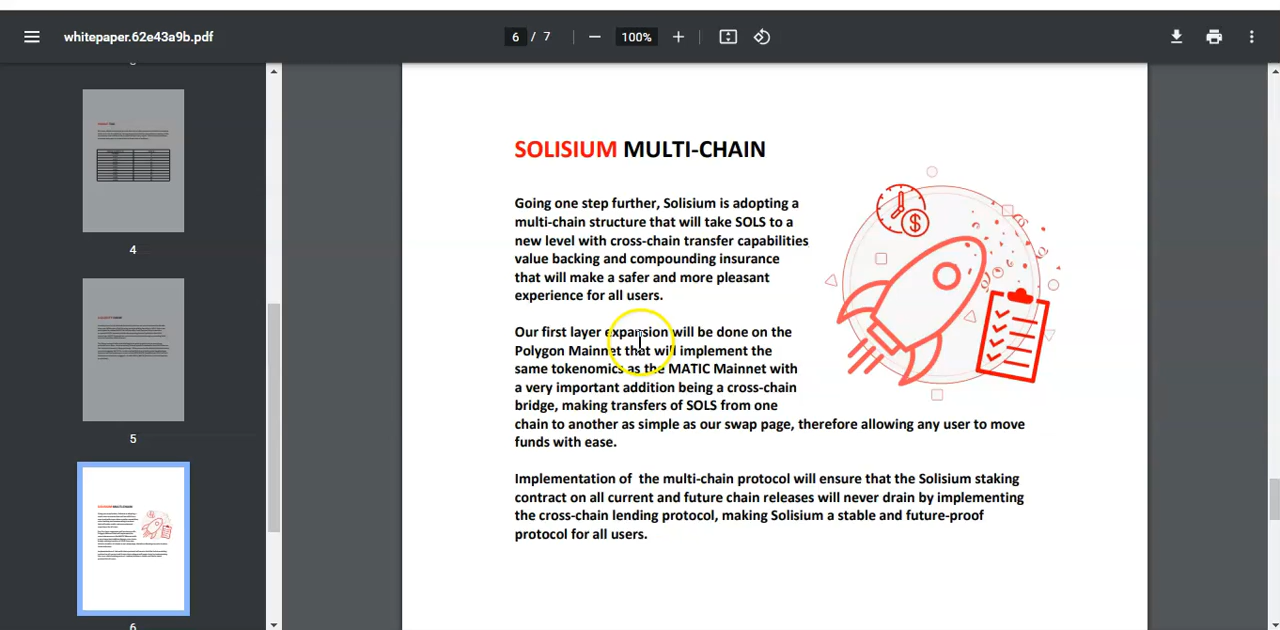 whitepaper.62e43a9b.pdf
6 / 7
100%
4
5
6
SOLISIUM MULTI-CHAIN
Going one step further, Solisium is adopting a
multi-chain structure that will take SOLS to a
new level with cross-chain transfer capabilities
value backing and compounding insurance
that will make a safer and more pleasant
experience for all users.
Our first layer expansion will be done on the
Polygon Mainnet that will implement the
same tokenomics as the MATIC Mainnet with
a very important addition being a cross-chain
bridge, making transfers of SOLS from one
chain to another as simple as our swap page, therefore allowing any user to move
funds with ease.
Implementation of the multi-chain protocol will ensure that the Solisium staking
contract on all current and future chain releases will never drain by implementing
the cross-chain lending protocol, making Solisium a stable and future-proof
protocol for all users.